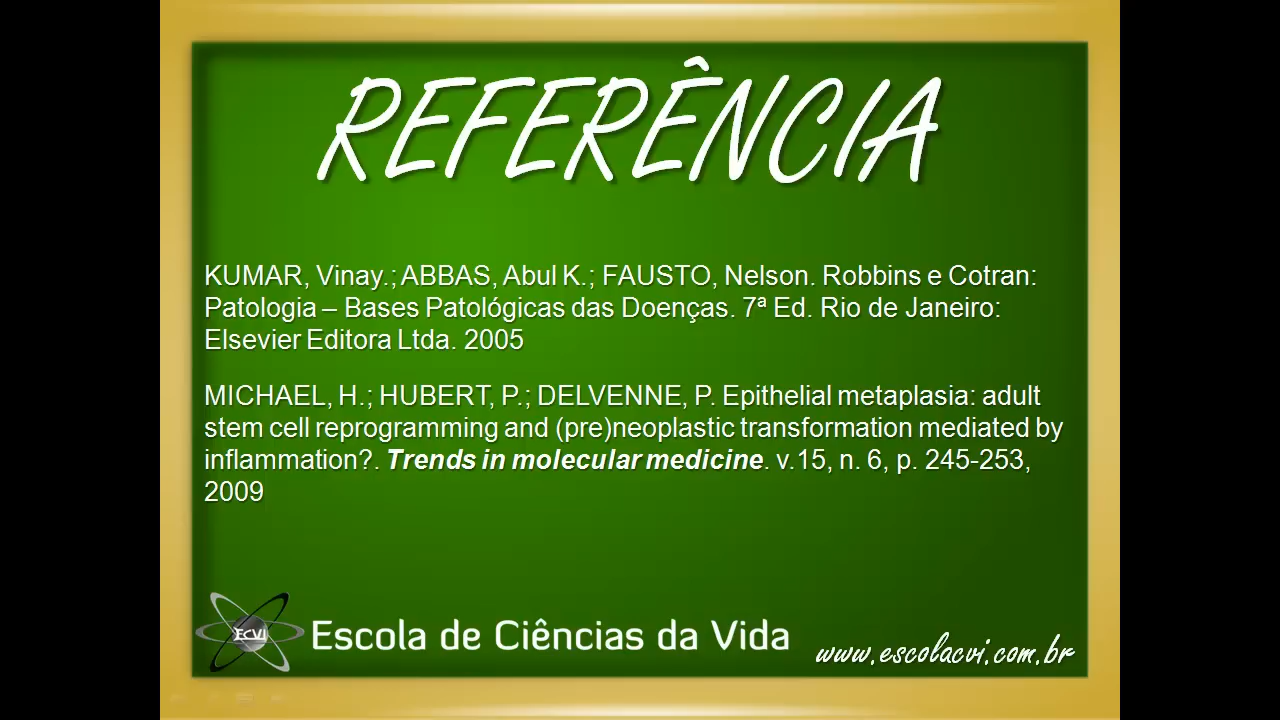 REFERÊNCIA
KUMAR, Vinay.; ABBAS, Abul K.; FAUSTO, Nelson. Robbins e Cotran:
Patologia – Bases Patológicas das Doenças. 7ª Ed. Rio de Janeiro:
Elsevier Editora Ltda. 2005
MICHAEL, H.; HUBERT, P.; DELVENNE, P. Epithelial metaplasia: adult
stem cell reprogramming and (pre)neoplastic transformation mediated by
inflammation?. Trends in molecular medicine. v.15, n. 6, p. 245-253,
2009
ECVI Escola de Ciências da Vida
www.escolacvi.com.br